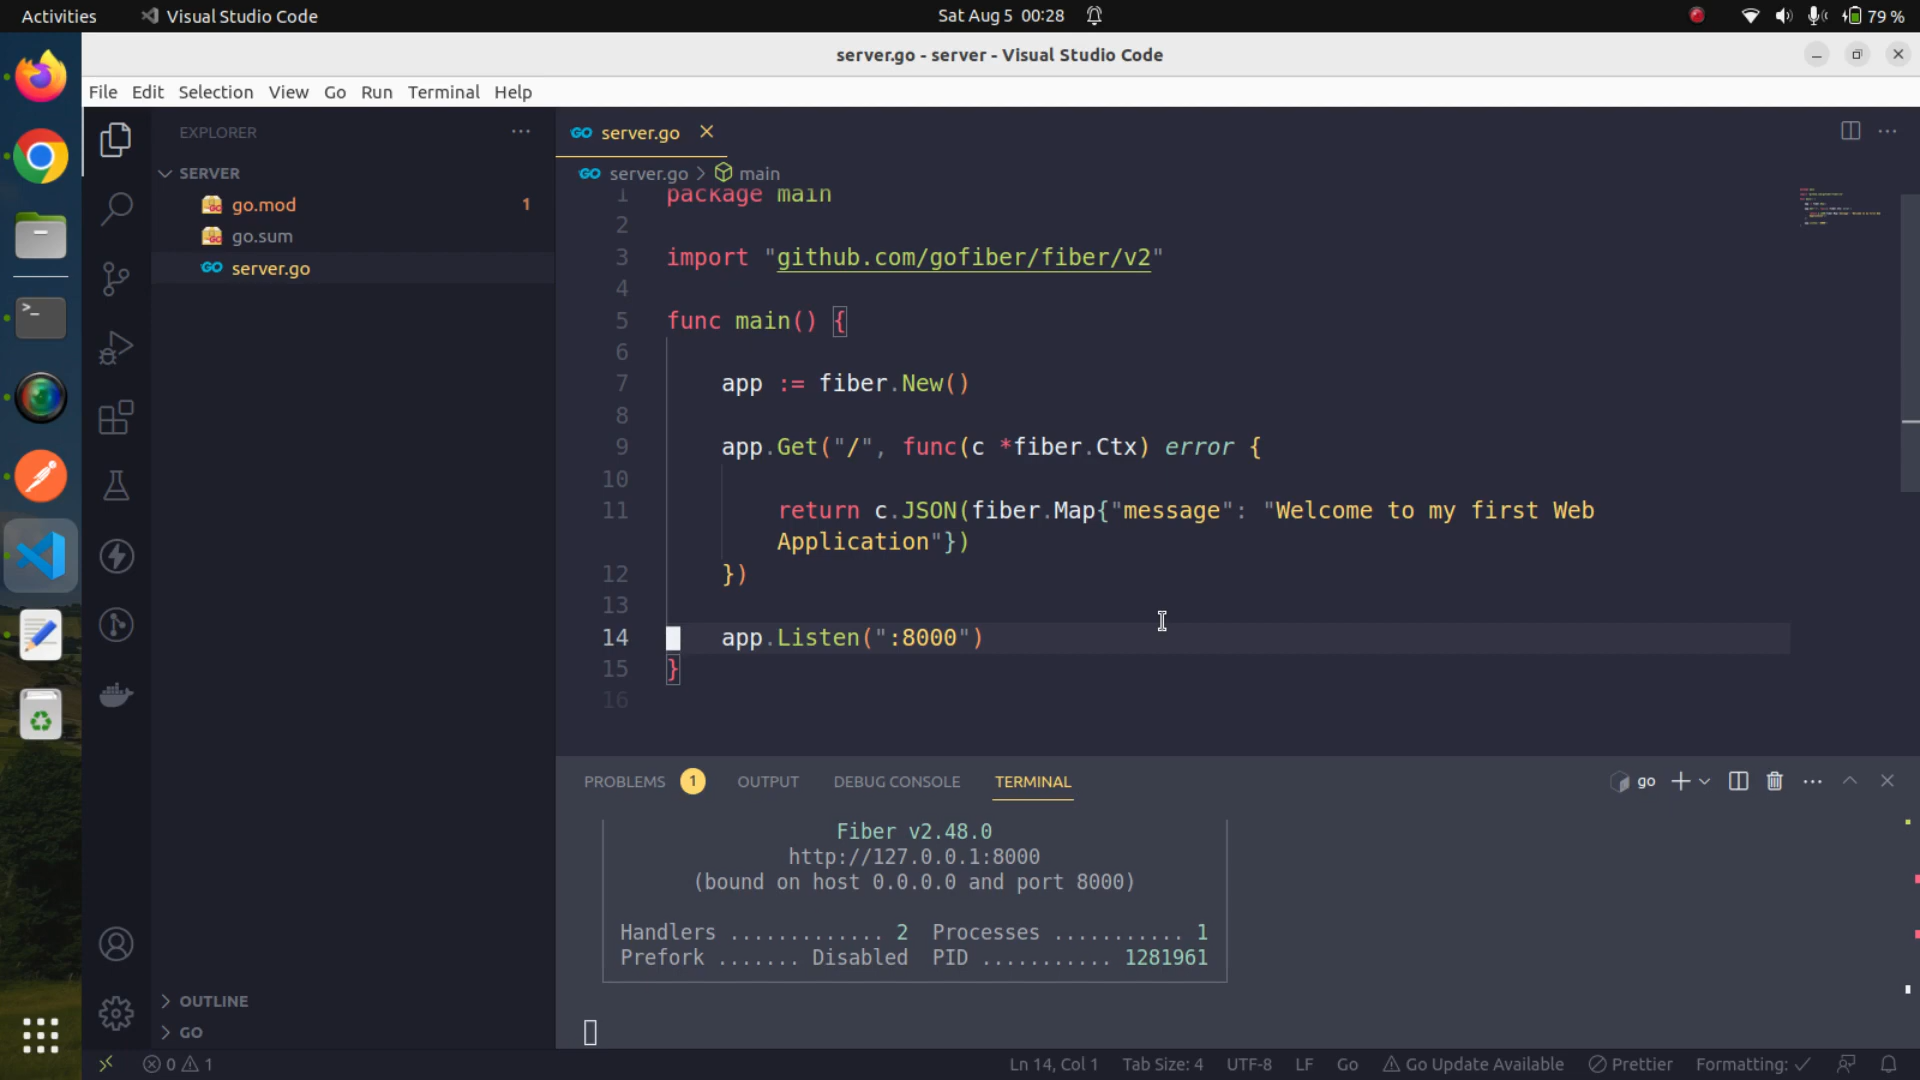 Activities
Visual Studio Code
Sat Aug 5 00:28
79 %
server.go - server - Visual Studio Code
File Edit Selection View Go Run Terminal Help
EXPLORER
SERVER
go.mod 1
go.sum
GO server.go
GO server.go
GO server.go > main
1 package main
2
3 import "github.com/gofiber/fiber/v2"
4
5 func main() {
6
7 app := fiber.New()
8
9 app.Get("/", func(c *fiber.Ctx) error {
10
11 return c.JSON(fiber.Map{"message": "Welcome to my first Web
Application"})
12 })
13
14 app.Listen(":8000")
15 }
16
PROBLEMS 1 OUTPUT DEBUG CONSOLE TERMINAL
go
Fiber v2.48.0
http://127.0.0.1:8000
(bound on host 0.0.0.0 and port 8000)
Handlers ............. 2 Processes ........... 1
Prefork ....... Disabled PID ........... 1281961
OUTLINE
GO
0 1
Ln 14, Col 1 Tab Size: 4 UTF-8 LF Go Go Update Available Prettier Formatting: ✓